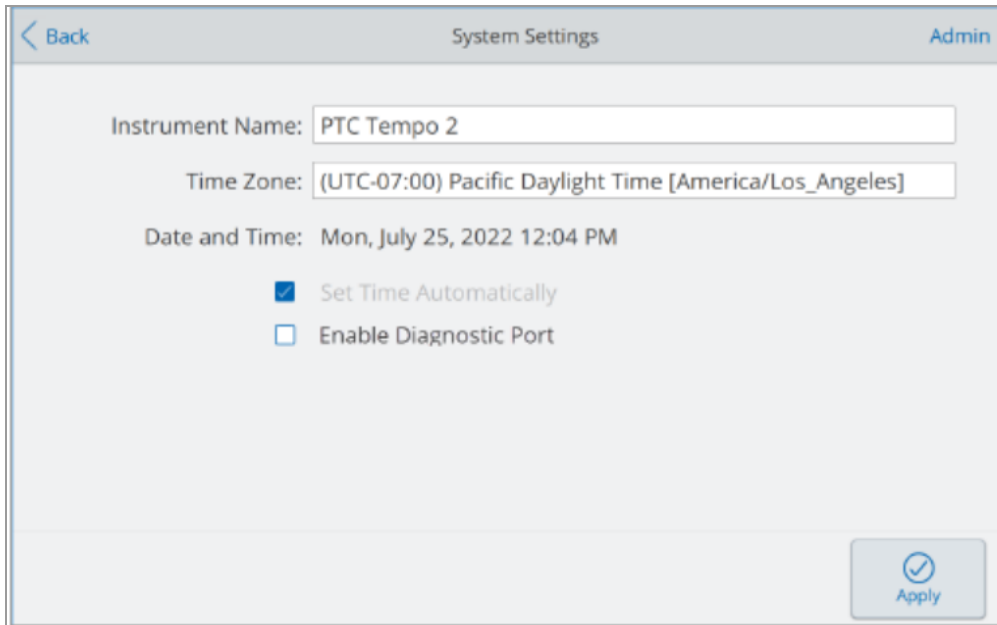 Back System Settings Admin
Instrument Name: PTC Tempo 2
Time Zone: (UTC-07:00) Pacific Daylight Time [America/Los_Angeles]
Date and Time: Mon, July 25, 2022 12:04 PM
Set Time Automatically
Enable Diagnostic Port
Apply